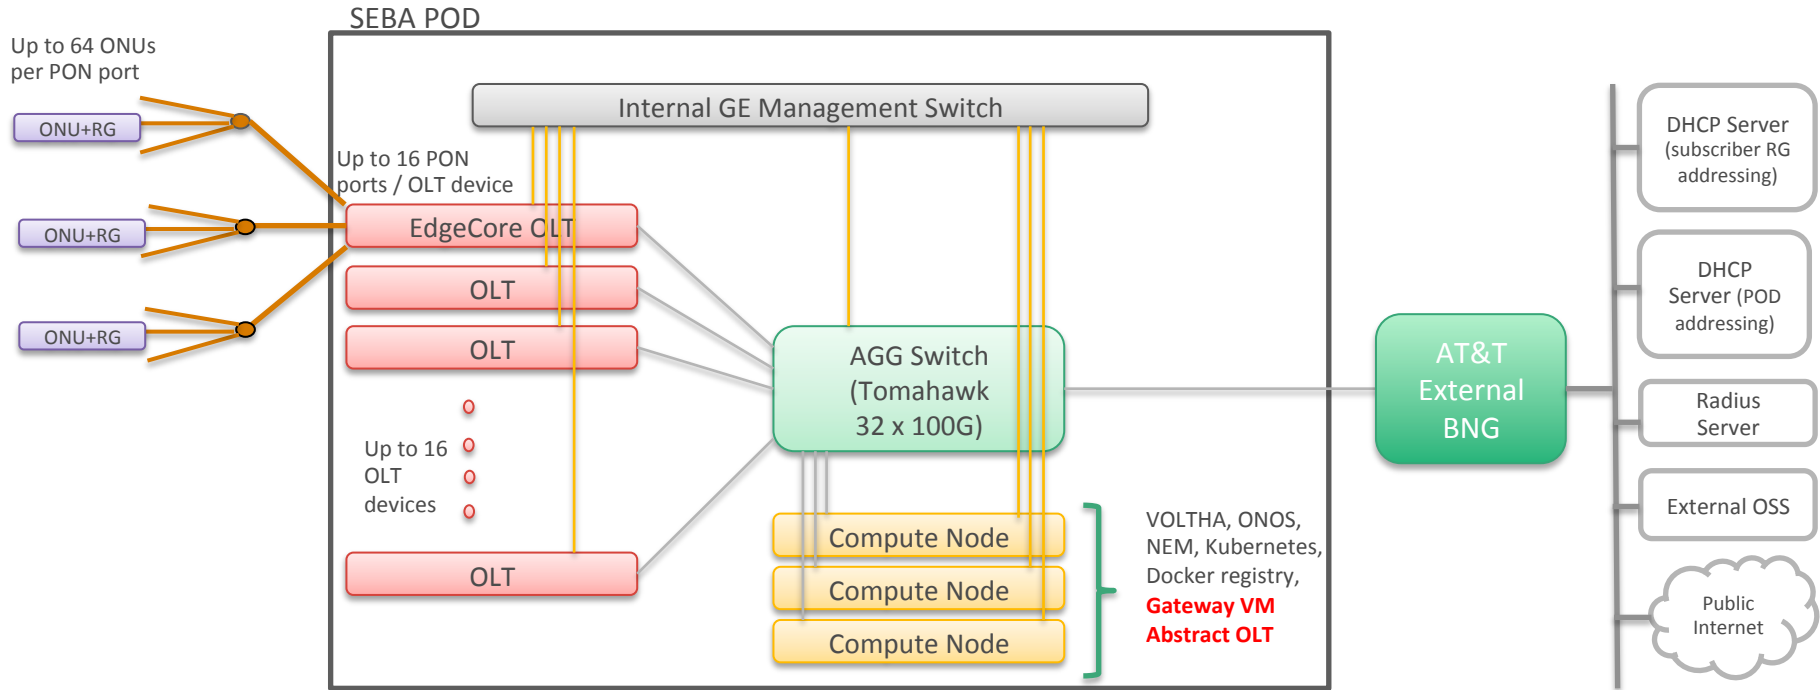 SEBA POD
Up to 64 ONUs
per PON port
ONU+RG
ONU+RG
ONU+RG
Internal GE Management Switch
Up to 16 PON
ports / OLT device
EdgeCore OLT
OLT
OLT
Up to 16
OLT
devices
OLT
AGG Switch
(Tomahawk
32 x 100G)
Compute Node
Compute Node
Compute Node
VOLTHA, ONOS,
NEM, Kubernetes,
Docker registry,
Gateway VM
Abstract OLT
AT&T
External
BNG
DHCP Server
(subscriber RG
addressing)
DHCP
Server (POD
addressing)
Radius
Server
External OSS
Public
Internet